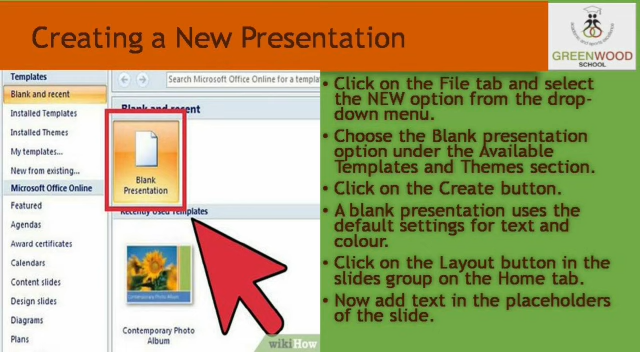 Creating a New Presentation
GREENWOOD
SCHOOL
Templates
Blank and recent
Installed Templates
Installed Themes
My templates...
New from existing...
Microsoft Office Online
Featured
Agendas
Award certificates
Calendars
Content slides
Design slides
Diagrams
Plans
Search Microsoft Office Online for a templa
Blank and recent
Blank
Presentation
Recently Used Templates
Contemporary Photo Album
Contemporary Photo
Album
wikiHow
• Click on the File tab and select
the NEW option from the drop-
down menu.
• Choose the Blank presentation
option under the Available
Templates and Themes section.
• Click on the Create button.
• A blank presentation uses the
default settings for text and
colour.
• Click on the Layout button in the
slides group on the Home tab.
• Now add text in the placeholders
of the slide.